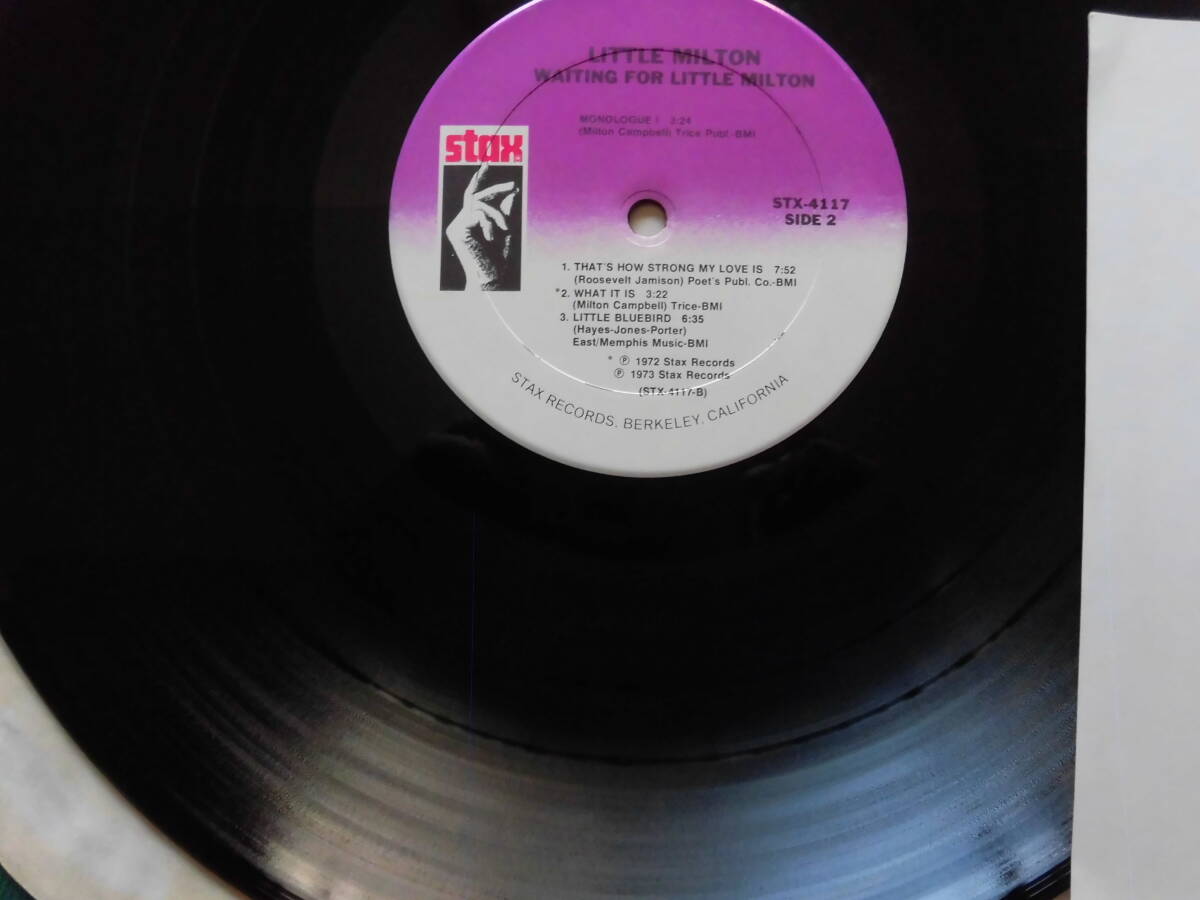 LITTLE MILTON
WAITING FOR LITTLE MILTON
MONOLOGUE I 3:24
(Milton Campbell) Trice Publ.-BMI
stax
STX-4117
SIDE 2
1. THAT'S HOW STRONG MY LOVE IS 7:52
(Roosevelt Jamison) Poet's Publ. Co.-BMI
*2. WHAT IT IS 3:22
(Milton Campbell) Trice-BMI
3. LITTLE BLUEBIRD 6:35
(Hayes-Jones-Porter)
East/Memphis Music-BMI
* ℗ 1972 Stax Records
℗ 1973 Stax Records
(STX-4117-B)
STAX RECORDS, BERKELEY, CALIFORNIA